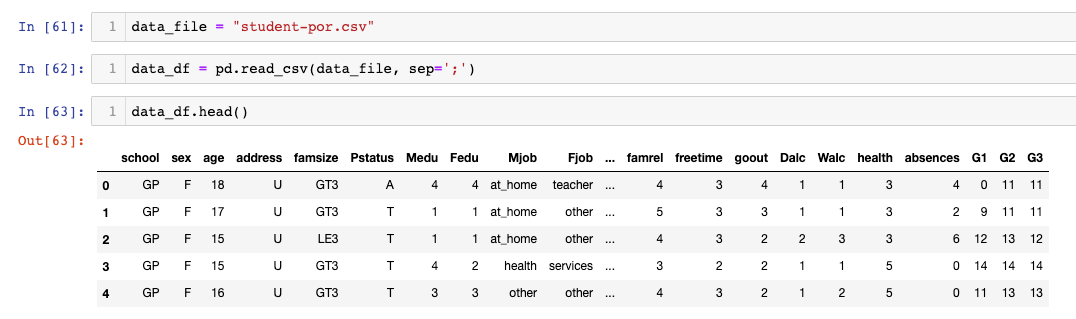 In [61]: 1 data_file = "student-por.csv"
In [62]: 1 data_df = pd.read_csv(data_file, sep=';')
In [63]: 1 data_df.head()
Out[63]:
school sex age address famsize Pstatus Medu Fedu Mjob Fjob ... famrel freetime goout Dalc Walc health absences G1 G2 G3
0 GP F 18 U GT3 A 4 4 at_home teacher ... 4 3 4 1 1 3 4 0 11 11
1 GP F 17 U GT3 T 1 1 at_home other ... 5 3 3 1 1 3 2 9 11 11
2 GP F 15 U LE3 T 1 1 at_home other ... 4 3 2 2 3 3 6 12 13 12
3 GP F 15 U GT3 T 4 2 health services ... 3 2 2 1 1 5 0 14 14 14
4 GP F 16 U GT3 T 3 3 other other ... 4 3 2 1 2 5 0 11 13 13